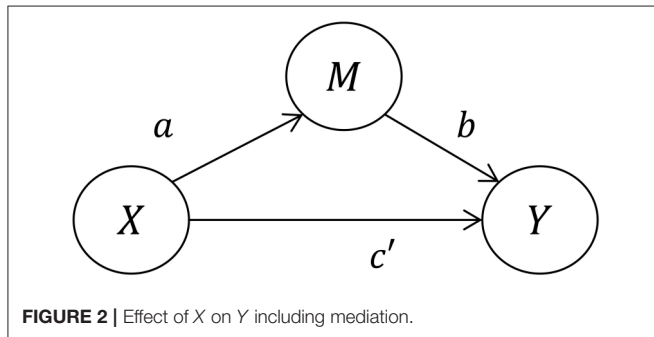 M
a
b
X
Y
c′
FIGURE 2 | Effect of X on Y including mediation.